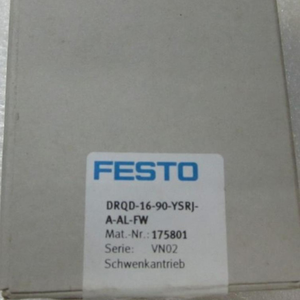 FESTO
DRQD-16-90-YSRJ-
A-AL-FW
Mat.-Nr.: 175801
Serie: VN02
Schwenkantrieb